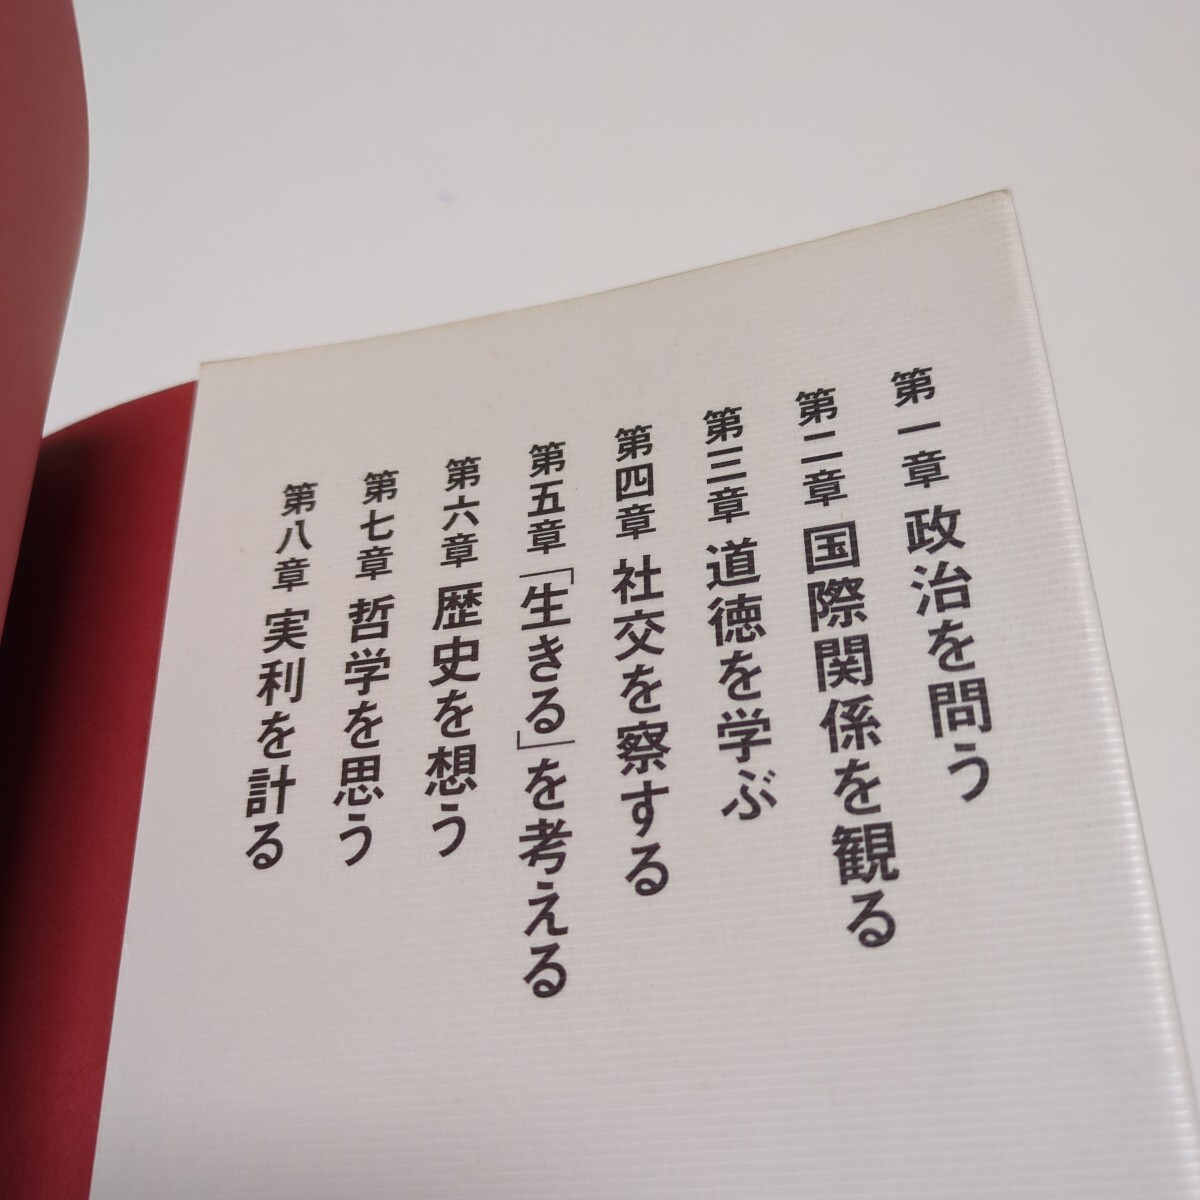 第一章 政治を問う
第二章 国際関係を観る
第三章 道徳を学ぶ
第四章 社交を察する
第五章 「生きる」を考える
第六章 歴史を想う
第七章 哲学を思う
第八章 実利を計る